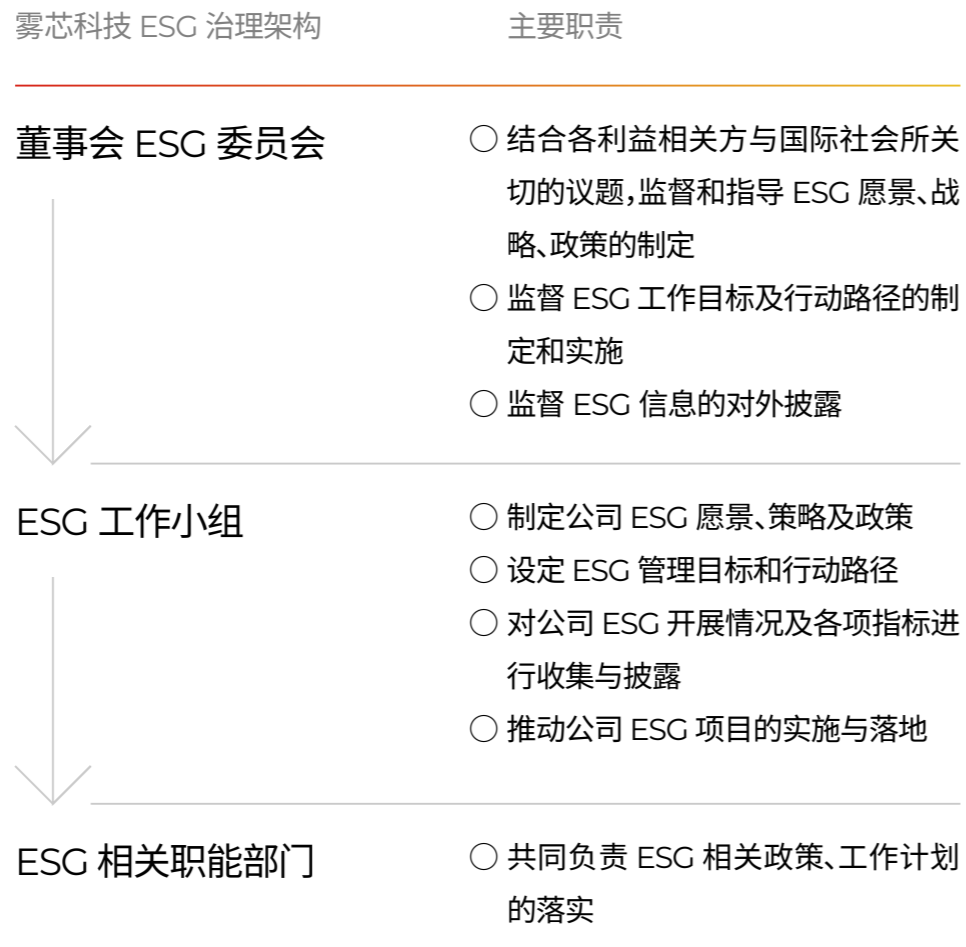 雾芯科技 ESG 治理架构 主要职责
董事会 ESG 委员会
○ 结合各利益相关方与国际社会所关
切的议题,监督和指导 ESG 愿景、战
略、政策的制定
○ 监督 ESG 工作目标及行动路径的制
定和实施
○ 监督 ESG 信息的对外披露
ESG 工作小组
○ 制定公司 ESG 愿景、策略及政策
○ 设定 ESG 管理目标和行动路径
○ 对公司 ESG 开展情况及各项指标进
行收集与披露
○ 推动公司 ESG 项目的实施与落地
ESG 相关职能部门
○ 共同负责 ESG 相关政策、工作计划
的落实